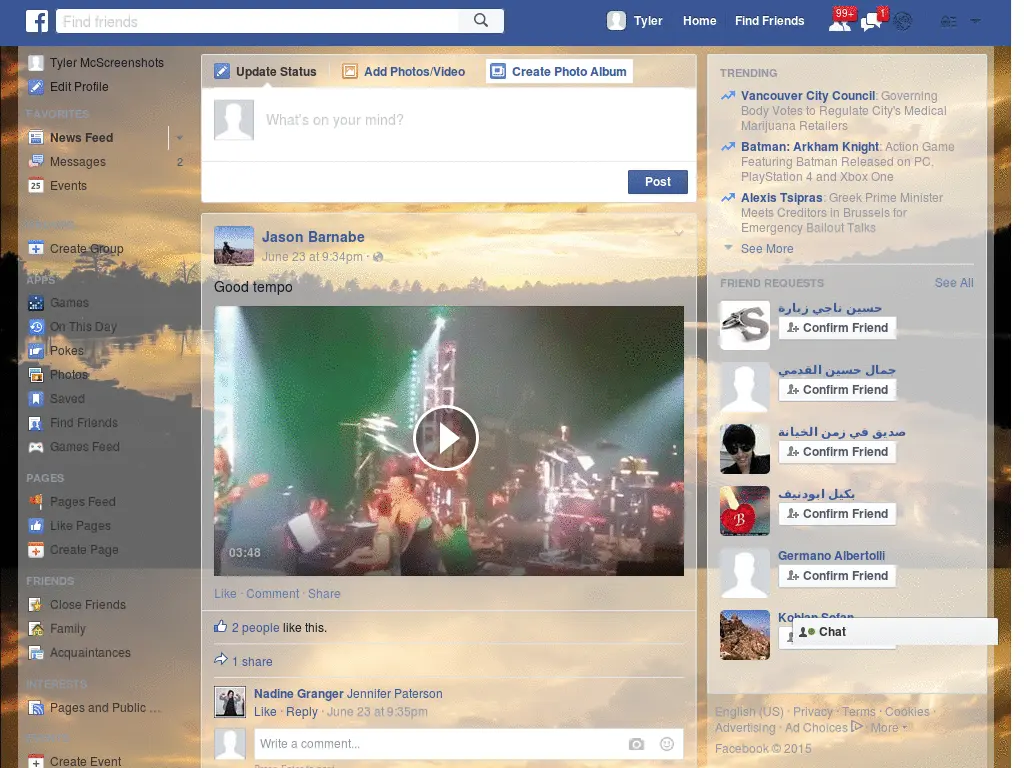 f
Find friends
Tyler
Home
Find Friends
99+
1
Tyler McScreenshots
Edit Profile
FAVORITES
News Feed
Messages
2
Events
Create Group
APPS
Games
On This Day
Pokes
Photos
Saved
Find Friends
Games Feed
PAGES
Pages Feed
Like Pages
Create Page
FRIENDS
Close Friends
Family
Acquaintances
INTERESTS
Pages and Public ...
Create Event
Update Status
Add Photos/Video
Create Photo Album
What's on your mind?
Post
Jason Barnabe
June 23 at 9:34pm ·
Good tempo
03:48
Like · Comment · Share
2 people like this.
1 share
Nadine Granger Jennifer Paterson
Like · Reply · June 23 at 9:35pm
Write a comment...
TRENDING
Vancouver City Council: Governing
Body Votes to Regulate City's Medical
Marijuana Retailers
Batman: Arkham Knight: Action Game
Featuring Batman Released on PC,
PlayStation 4 and Xbox One
Alexis Tsipras: Greek Prime Minister
Meets Creditors in Brussels for
Emergency Bailout Talks
See More
FRIEND REQUESTS
See All
حسين ناجي زبارة
Confirm Friend
جمال حسين القدمي
Confirm Friend
صديق في زمن الخيانة
Confirm Friend
بكيل ابودنيف
Confirm Friend
Germano Albertolli
Confirm Friend
Chat
English (US) · Privacy · Terms · Cookies ·
Advertising · Ad Choices · More
Facebook © 2015